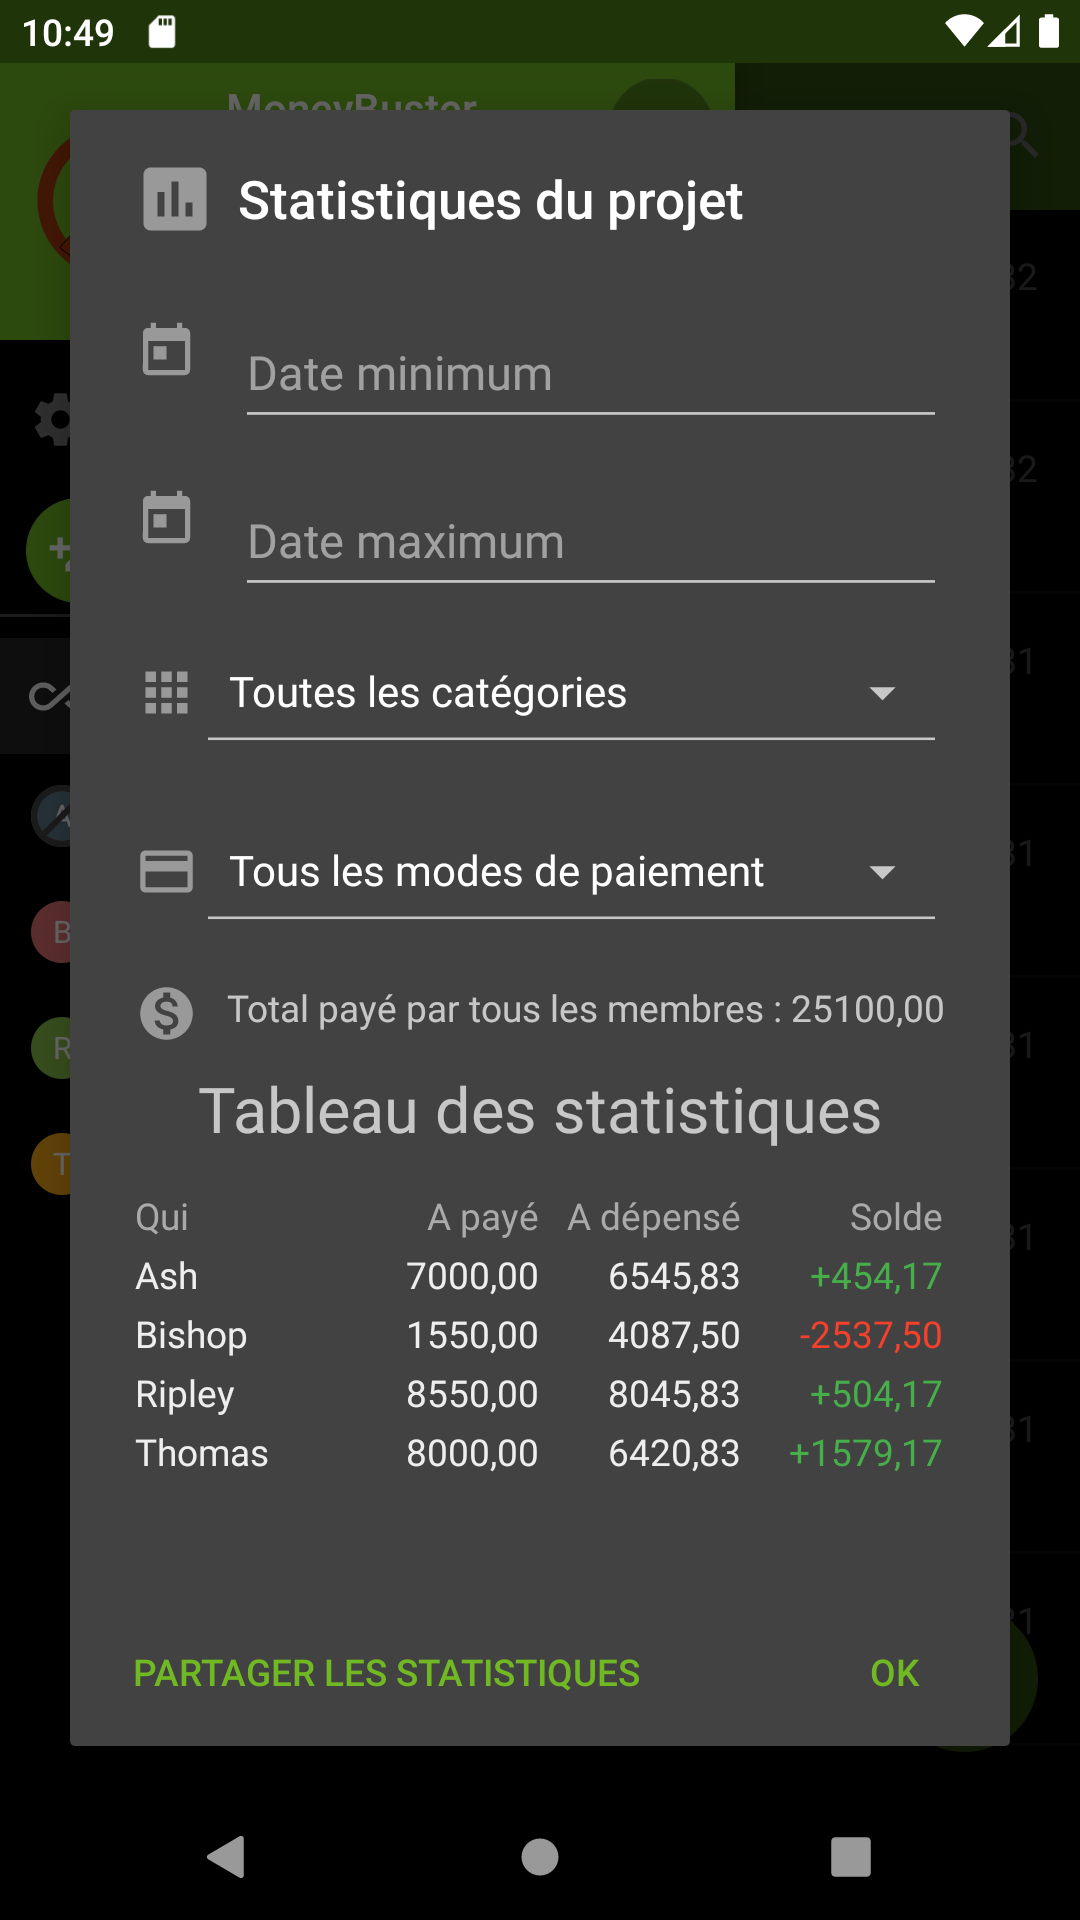 10:49
MoneyBuster
Statistiques du projet
Date minimum
Date maximum
Toutes les catégories
Tous les modes de paiement
Total payé par tous les membres : 25100,00
Tableau des statistiques
Qui A payé A dépensé Solde
Ash 7000,00 6545,83 +454,17
Bishop 1550,00 4087,50 -2537,50
Ripley 8550,00 8045,83 +504,17
Thomas 8000,00 6420,83 +1579,17
PARTAGER LES STATISTIQUES OK
B
R
T